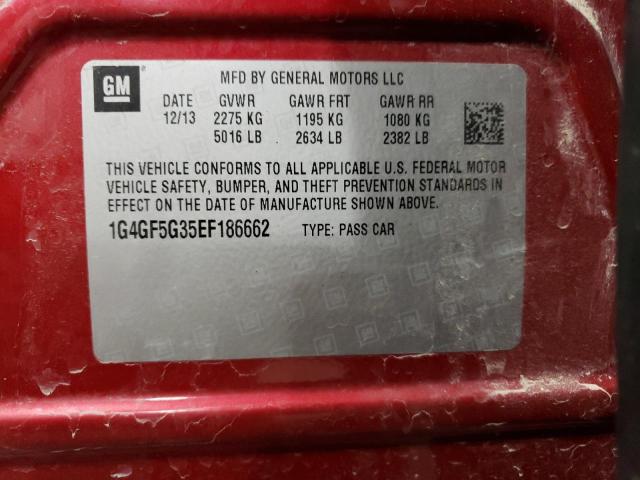 GM
MFD BY GENERAL MOTORS LLC
DATE GVWR GAWR FRT GAWR RR
12/13 2275 KG 1195 KG 1080 KG
5016 LB 2634 LB 2382 LB
THIS VEHICLE CONFORMS TO ALL APPLICABLE U.S. FEDERAL MOTOR
VEHICLE SAFETY, BUMPER, AND THEFT PREVENTION STANDARDS IN
EFFECT ON THE DATE OF MANUFACTURE SHOWN ABOVE.
1G4GF5G35EF186662 TYPE: PASS CAR